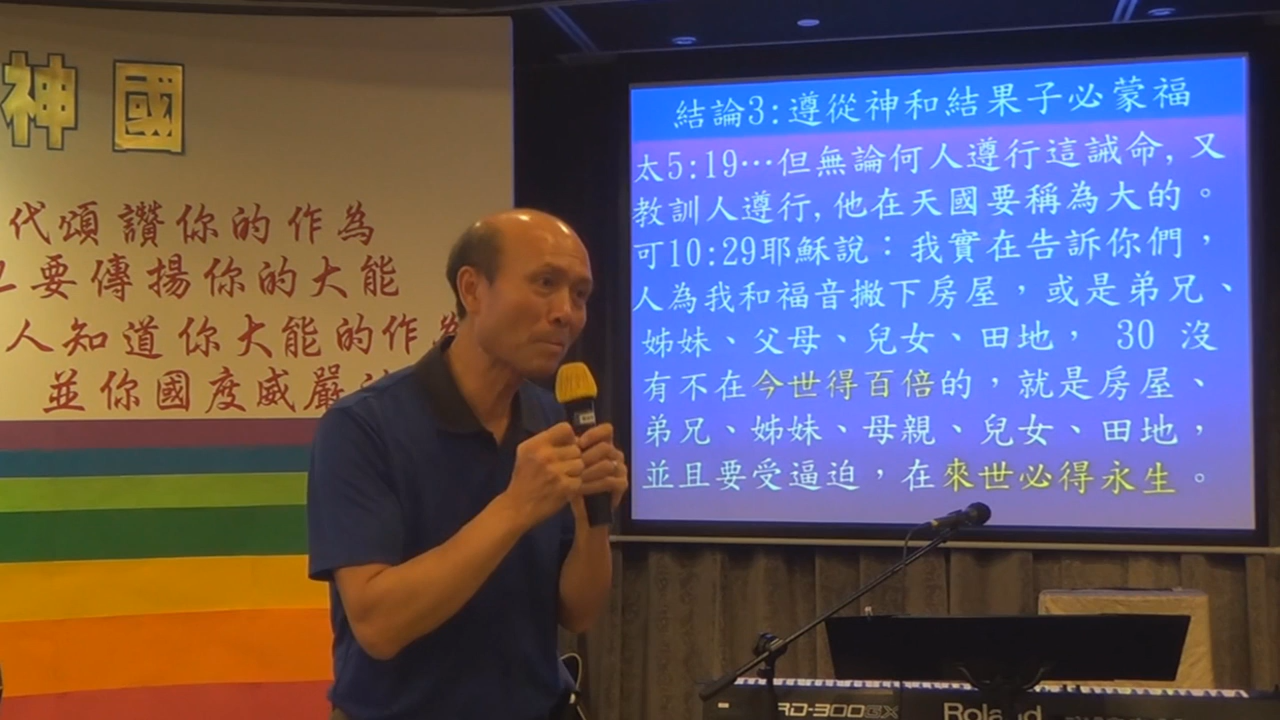 神國
代頌讚你的作為
要傳揚你的大能
人知道你大能的作為
並你國度威嚴
結論3:遵從神和結果子必蒙福
太5:19…但無論何人遵行這誡命,又
教訓人遵行,他在天國要稱為大的。
可10:29耶穌說：我實在告訴你們，
人為我和福音撇下房屋，或是弟兄、
姊妹、父母、兒女、田地， 30 沒
有不在今世得百倍的，就是房屋、
弟兄、姊妹、母親、兒女、田地，
並且要受逼迫，在來世必得永生。
RD-300GX
Roland